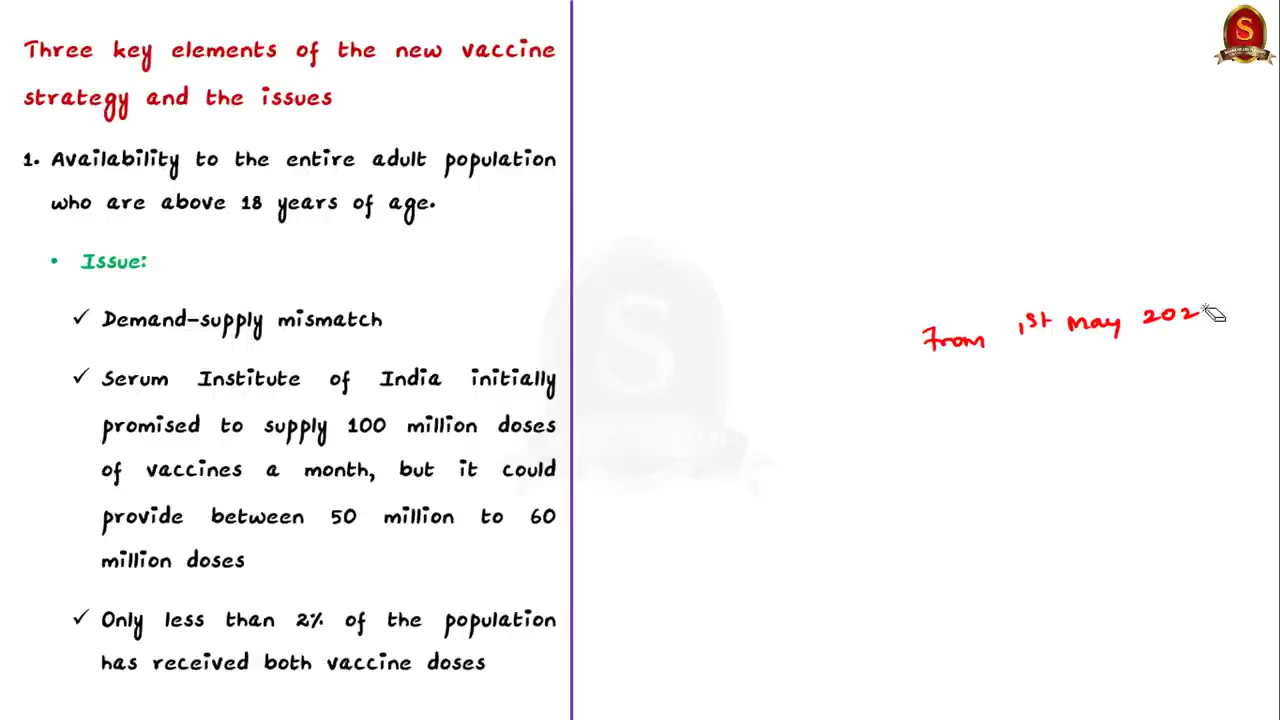 Three key elements of the new vaccine
strategy and the issues
1. Availability to the entire adult population
who are above 18 years of age.
• Issue:
✓ Demand-supply mismatch
✓ Serum Institute of India initially
promised to supply 100 million doses
of vaccines a month, but it could
provide between 50 million to 60
million doses
✓ Only less than 2% of the population
has received both vaccine doses
From 1st May 202
S
S